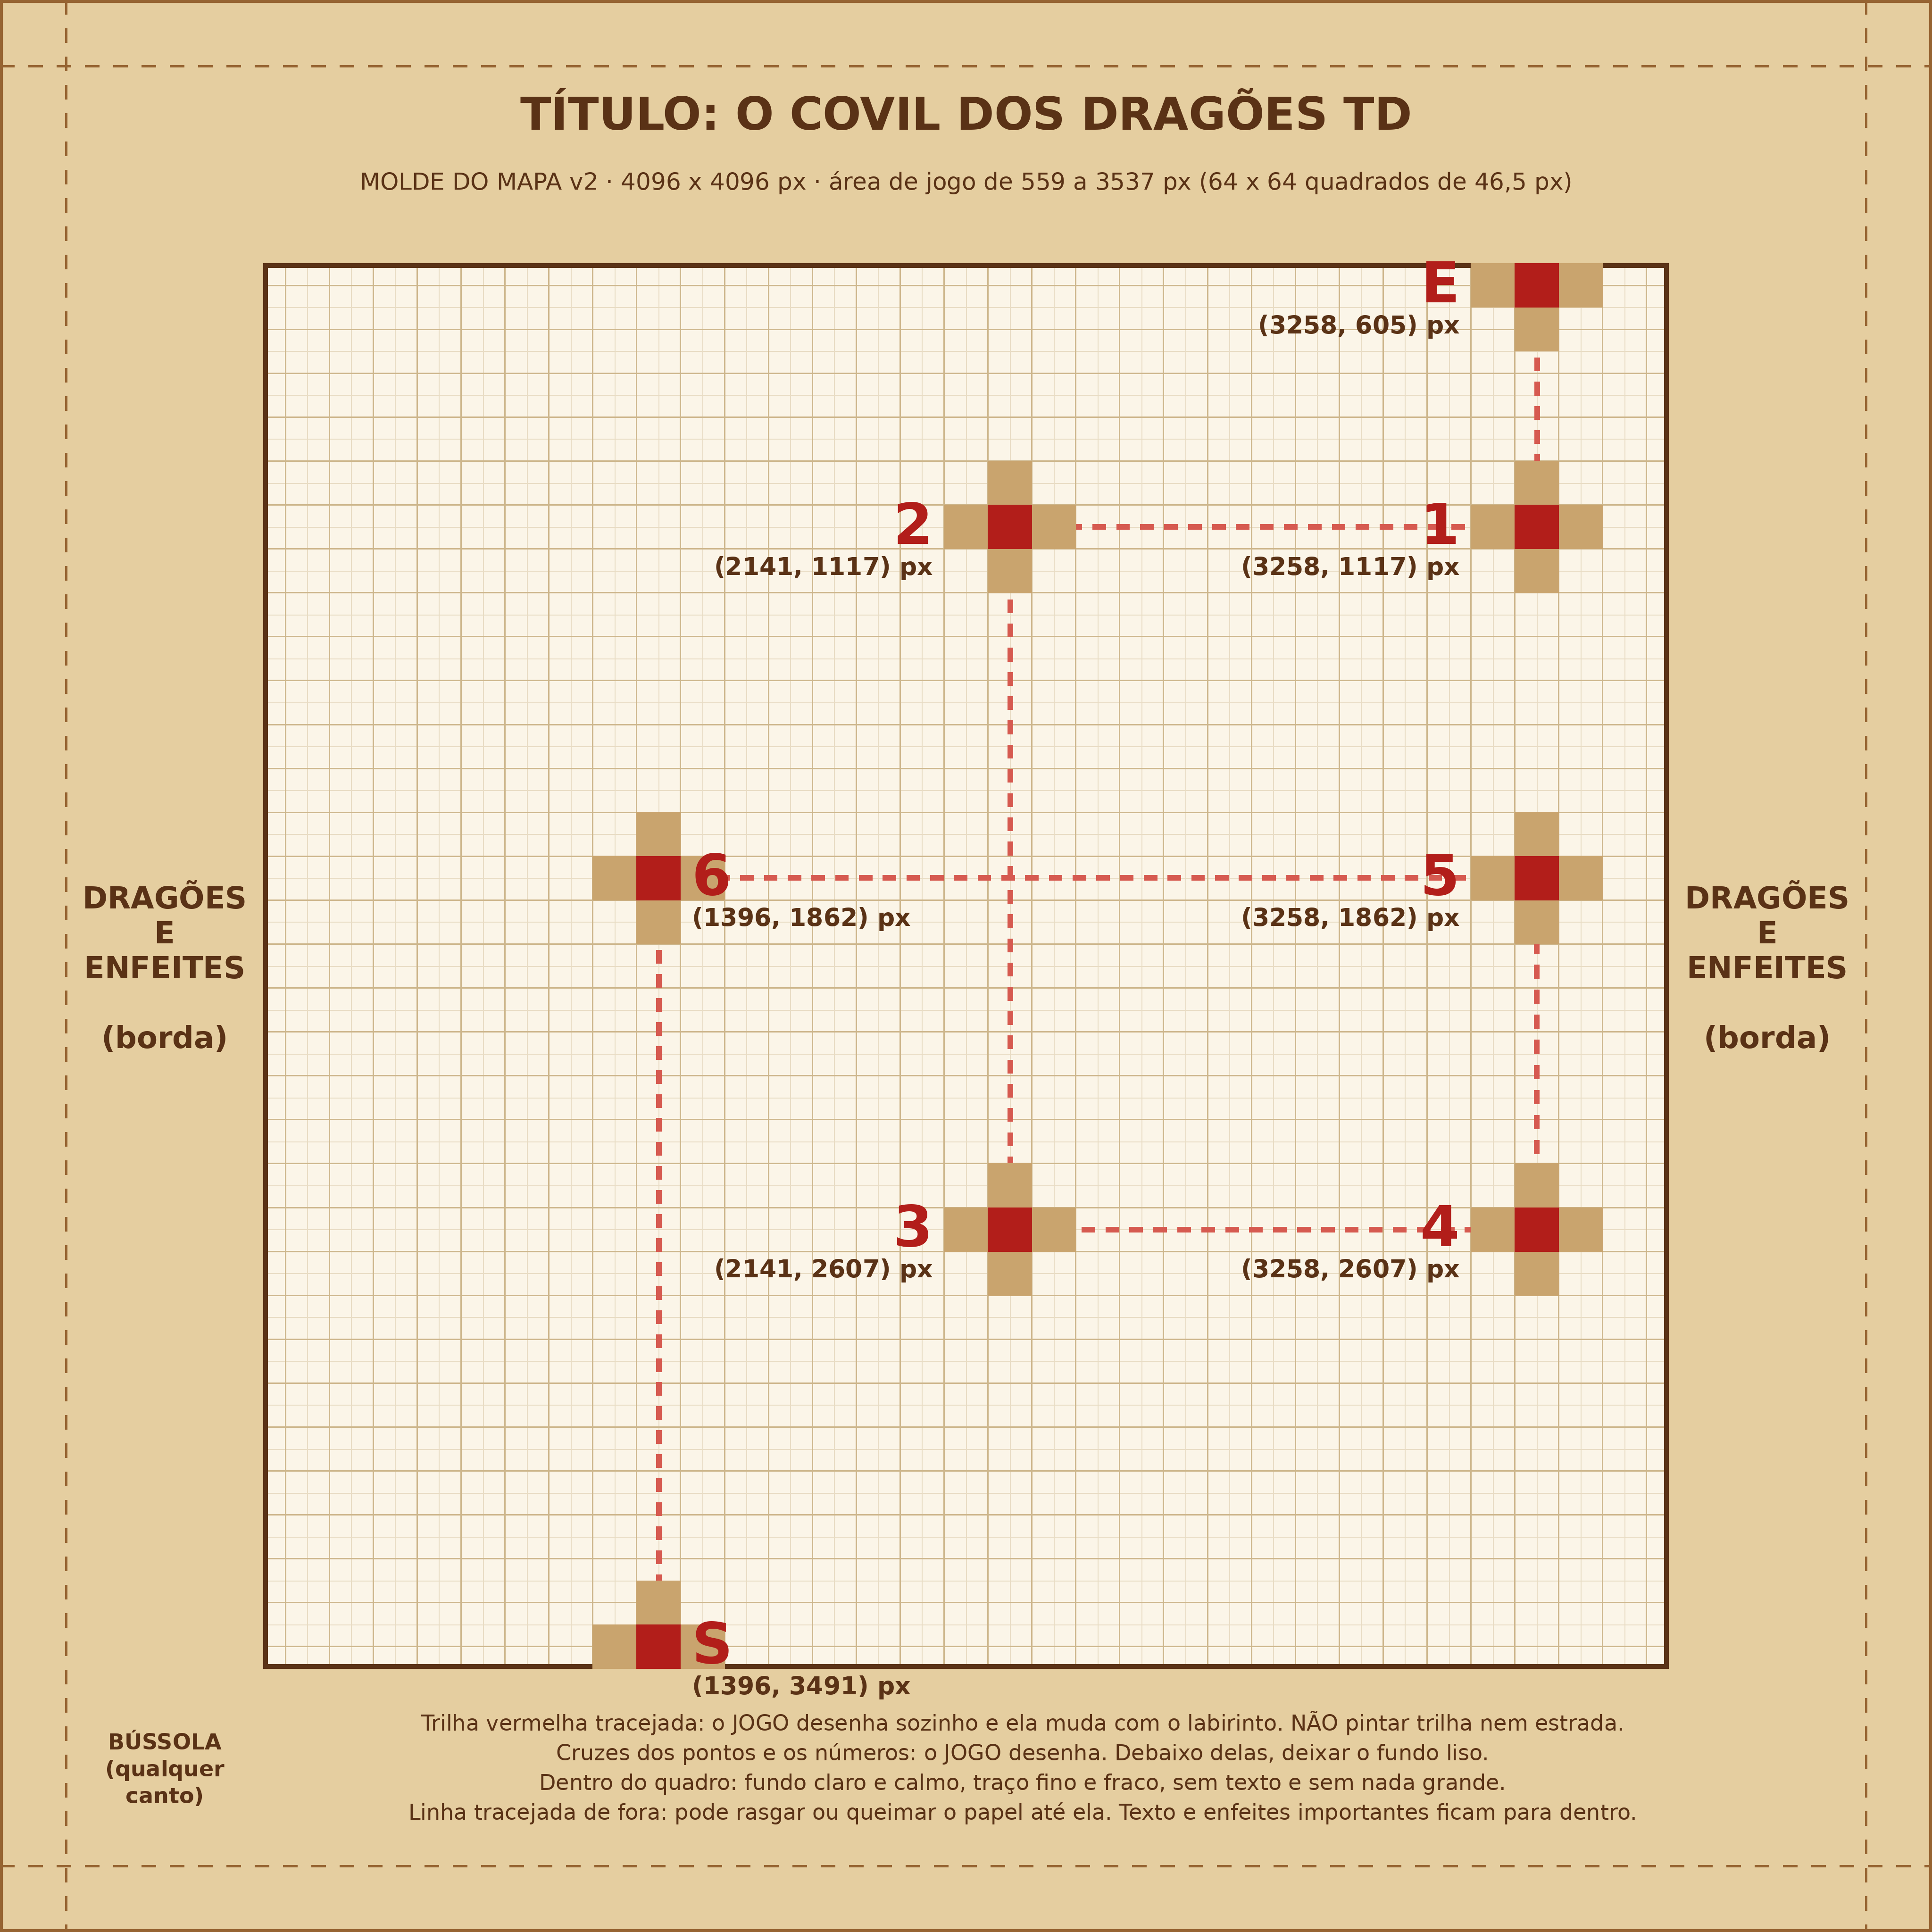 TÍTULO: O COVIL DOS DRAGÕES TD
MOLDE DO MAPA v2 · 4096 x 4096 px · área de jogo de 559 a 3537 px (64 x 64 quadrados de 46,5 px)
E
(3258, 605) px
2
(2141, 1117) px
1
(3258, 1117) px
6
(1396, 1862) px
5
(3258, 1862) px
DRAGÕES
E
ENFEITES
(borda)
DRAGÕES
E
ENFEITES
(borda)
3
(2141, 2607) px
4
(3258, 2607) px
S
(1396, 3491) px
BÚSSOLA
(qualquer
canto)
Trilha vermelha tracejada: o JOGO desenha sozinho e ela muda com o labirinto. NÃO pintar trilha nem estrada.
Cruzes dos pontos e os números: o JOGO desenha. Debaixo delas, deixar o fundo liso.
Dentro do quadro: fundo claro e calmo, traço fino e fraco, sem texto e sem nada grande.
Linha tracejada de fora: pode rasgar ou queimar o papel até ela. Texto e enfeites importantes ficam para dentro.